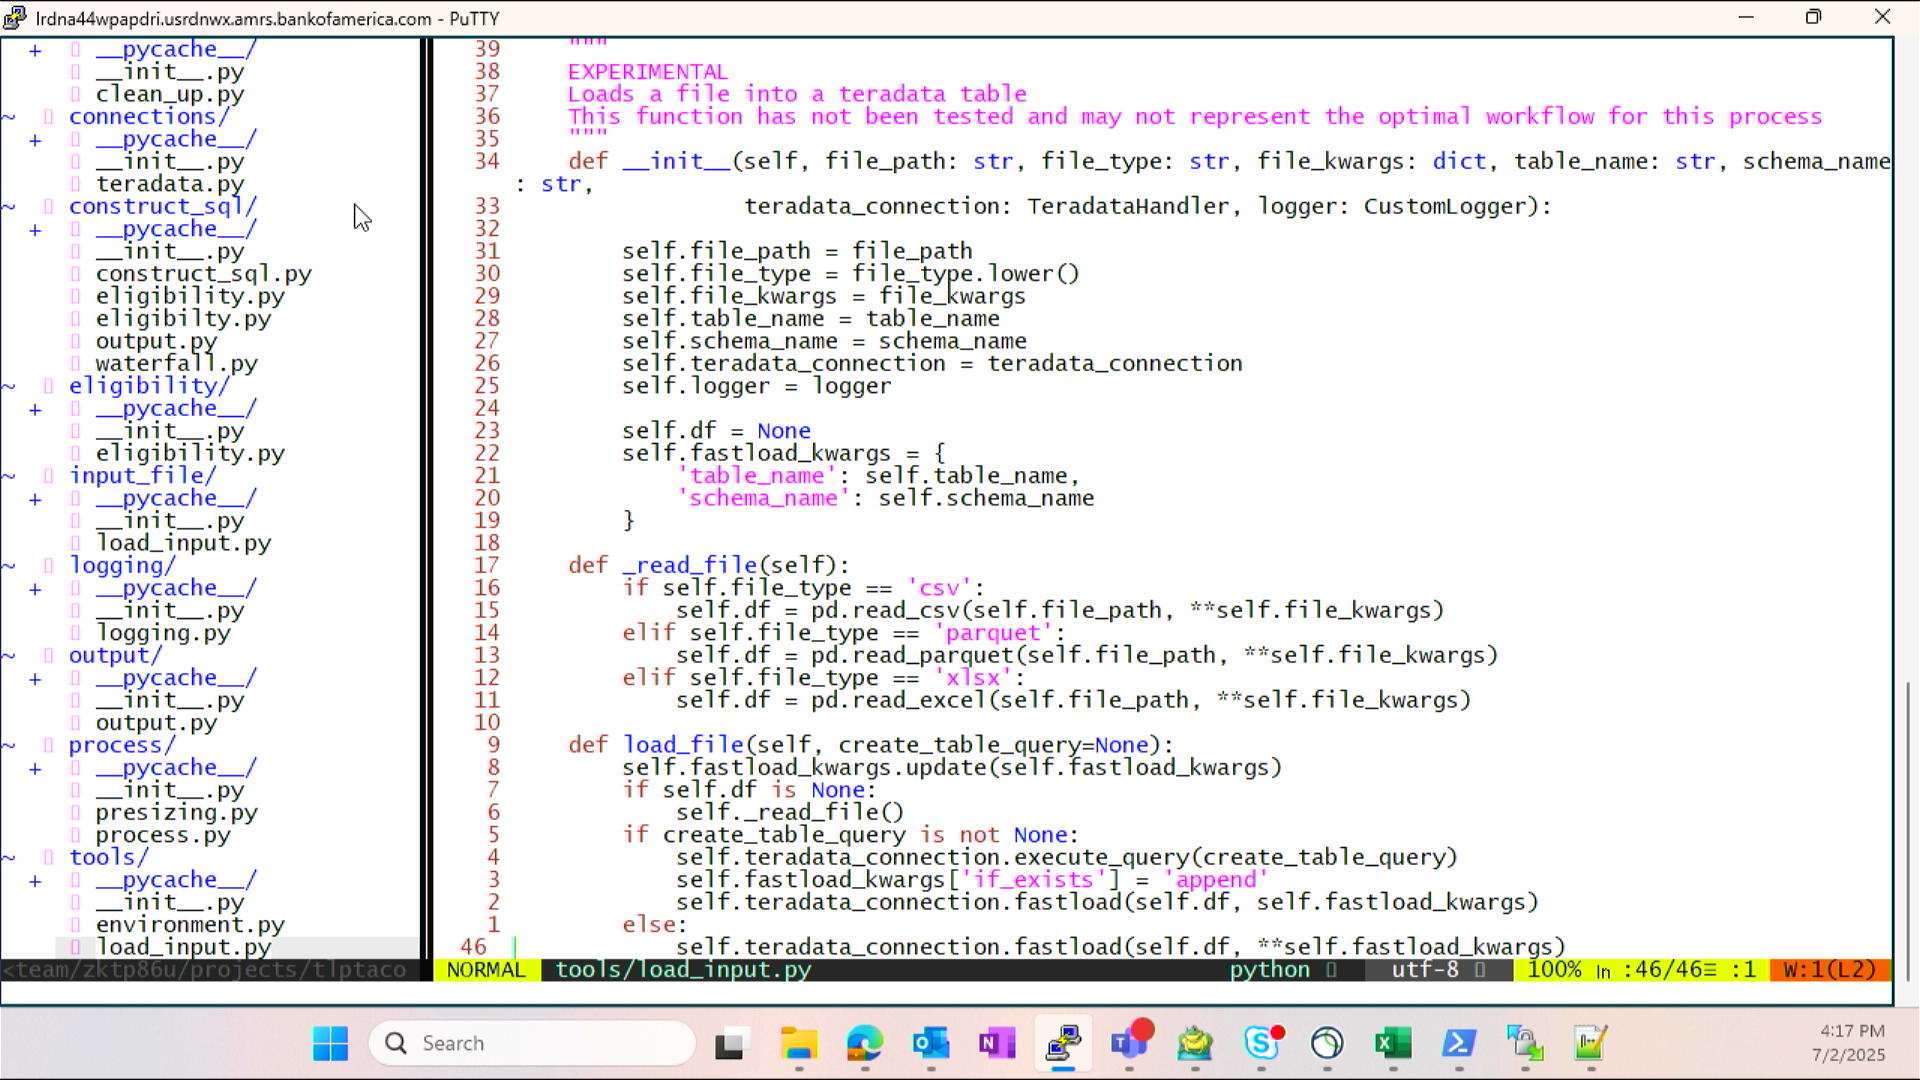 lrdna44wpapdri.usrdnwx.amrs.bankofamerica.com - PuTTY
+ __pycache__/
__init__.py
clean_up.py
~ connections/
+ __pycache__/
__init__.py
teradata.py
~ construct_sql/
+ __pycache__/
__init__.py
construct_sql.py
eligibility.py
eligibilty.py
output.py
waterfall.py
~ eligibility/
+ __pycache__/
__init__.py
eligibility.py
~ input_file/
+ __pycache__/
__init__.py
load_input.py
~ logging/
+ __pycache__/
__init__.py
logging.py
~ output/
+ __pycache__/
__init__.py
output.py
~ process/
+ __pycache__/
__init__.py
presizing.py
process.py
~ tools/
+ __pycache__/
__init__.py
environment.py
load_input.py
<team/zktp86u/projects/tlptaco
39 """
38 EXPERIMENTAL
37 Loads a file into a teradata table
36 This function has not been tested and may not represent the optimal workflow for this process
35 """
34 def __init__(self, file_path: str, file_type: str, file_kwargs: dict, table_name: str, schema_name
: str,
33 teradata_connection: TeradataHandler, logger: CustomLogger):
32
31 self.file_path = file_path
30 self.file_type = file_type.lower()
29 self.file_kwargs = file_kwargs
28 self.table_name = table_name
27 self.schema_name = schema_name
26 self.teradata_connection = teradata_connection
25 self.logger = logger
24
23 self.df = None
22 self.fastload_kwargs = {
21 'table_name': self.table_name,
20 'schema_name': self.schema_name
19 }
18
17 def _read_file(self):
16 if self.file_type == 'csv':
15 self.df = pd.read_csv(self.file_path, **self.file_kwargs)
14 elif self.file_type == 'parquet':
13 self.df = pd.read_parquet(self.file_path, **self.file_kwargs)
12 elif self.file_type == 'xlsx':
11 self.df = pd.read_excel(self.file_path, **self.file_kwargs)
10
9 def load_file(self, create_table_query=None):
8 self.fastload_kwargs.update(self.fastload_kwargs)
7 if self.df is None:
6 self._read_file()
5 if create_table_query is not None:
4 self.teradata_connection.execute_query(create_table_query)
3 self.fastload_kwargs['if_exists'] = 'append'
2 self.teradata_connection.fastload(self.df, self.fastload_kwargs)
1 else:
46 self.teradata_connection.fastload(self.df, **self.fastload_kwargs)
NORMAL tools/load_input.py python utf-8 100% ln :46/46≡ :1 W:1(L2)
Search
4:17 PM
7/2/2025